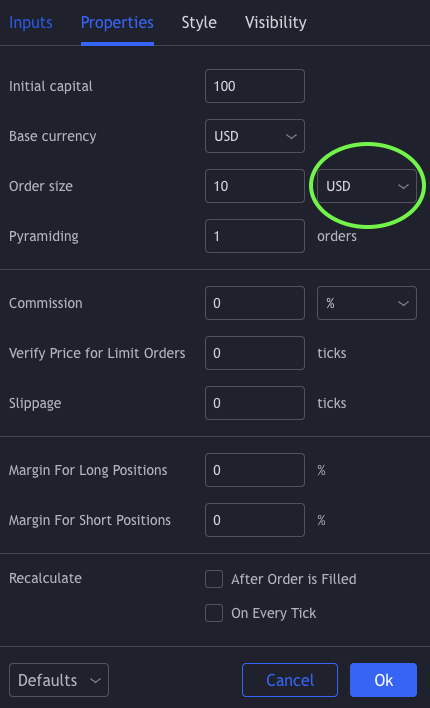 Inputs Properties Style Visibility
Initial capital 100
Base currency USD
Order size 10 USD
Pyramiding 1 orders
Commission 0 %
Verify Price for Limit Orders 0 ticks
Slippage 0 ticks
Margin For Long Positions 0 %
Margin For Short Positions 0 %
Recalculate After Order is Filled
On Every Tick
Defaults Cancel Ok